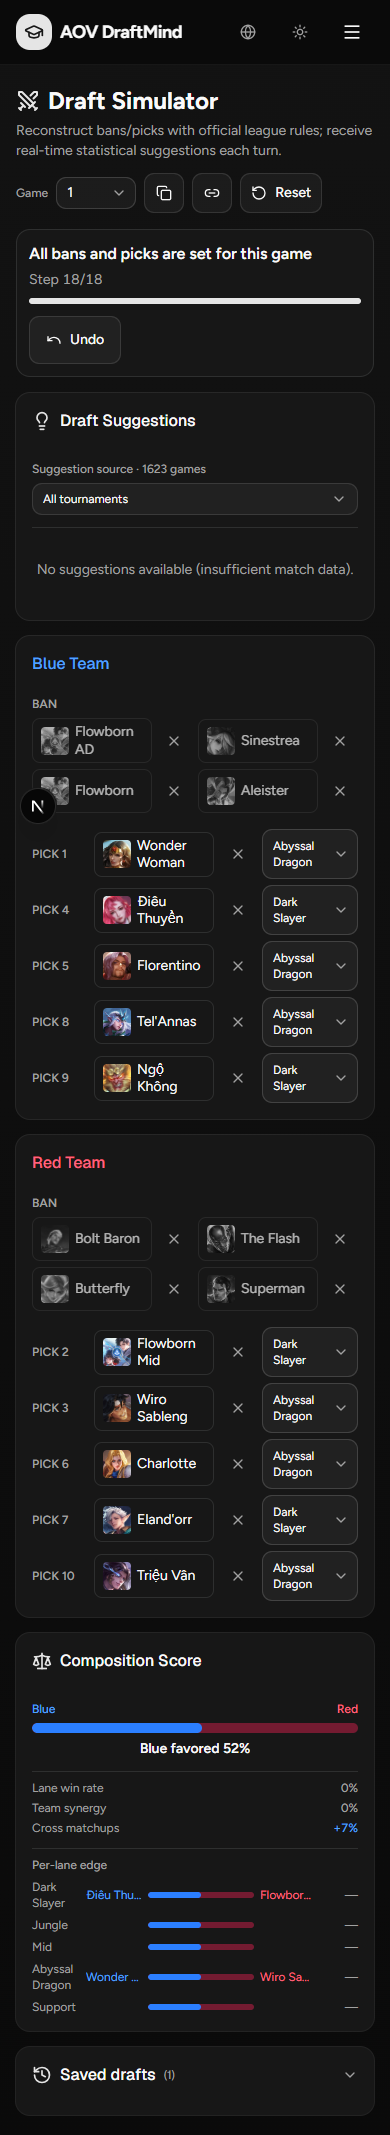 AOV DraftMind
Draft Simulator
Reconstruct bans/picks with official league rules; receive
real-time statistical suggestions each turn.
Game 1 Reset
All bans and picks are set for this game
Step 18/18
Undo
Draft Suggestions
Suggestion source · 1623 games
All tournaments
No suggestions available (insufficient match data).
Blue Team
BAN
Flowborn
AD
Sinestrea
Flowborn
Aleister
N
PICK 1
Wonder
Woman
Abyssal
Dragon
PICK 4
Điêu
Thuyền
Dark
Slayer
PICK 5
Florentino
Abyssal
Dragon
PICK 8
Tel'Annas
Abyssal
Dragon
PICK 9
Ngộ
Không
Dark
Slayer
Red Team
BAN
Bolt Baron
The Flash
Butterfly
Superman
PICK 2
Flowborn
Mid
Dark
Slayer
PICK 3
Wiro
Sableng
Abyssal
Dragon
PICK 6
Charlotte
Abyssal
Dragon
PICK 7
Eland'orr
Dark
Slayer
PICK 10
Triệu Vân
Abyssal
Dragon
Composition Score
Blue Red
Blue favored 52%
Lane win rate 0%
Team synergy 0%
Cross matchups +7%
Per-lane edge
Dark
Slayer
Điêu Thu... Flowbor... —
Jungle —
Mid —
Abyssal
Dragon
Wonder ... Wiro Sa... —
Support —
Saved drafts (1)